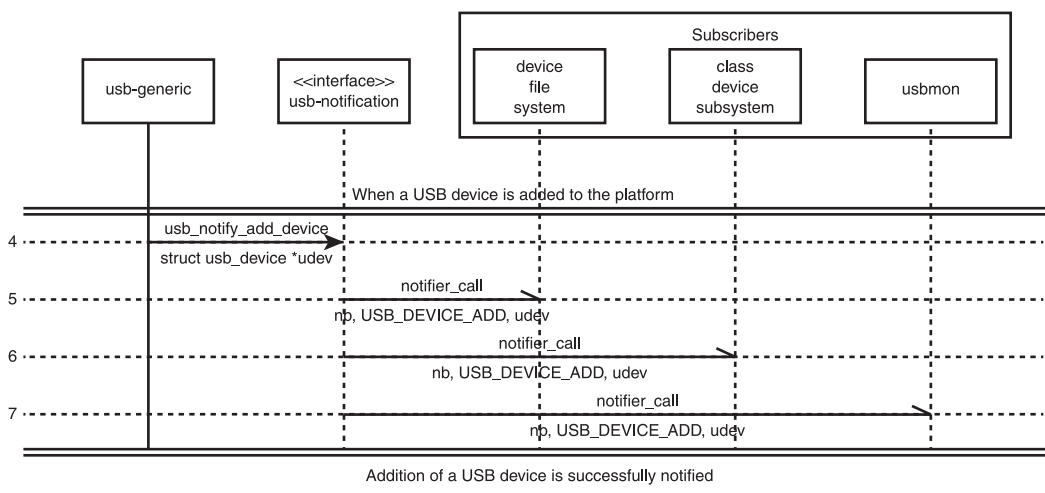 Subscribers
usb-generic
<<interface>>
usb-notification
device
file
system
class
device
subsystem
usbmon
When a USB device is added to the platform
4
usb_notify_add_device
struct usb_device *udev
5
notifier_call
nb, USB_DEVICE_ADD, udev
6
notifier_call
nb, USB_DEVICE_ADD, udev
7
notifier_call
nb, USB_DEVICE_ADD, udev
Addition of a USB device is successfully notified